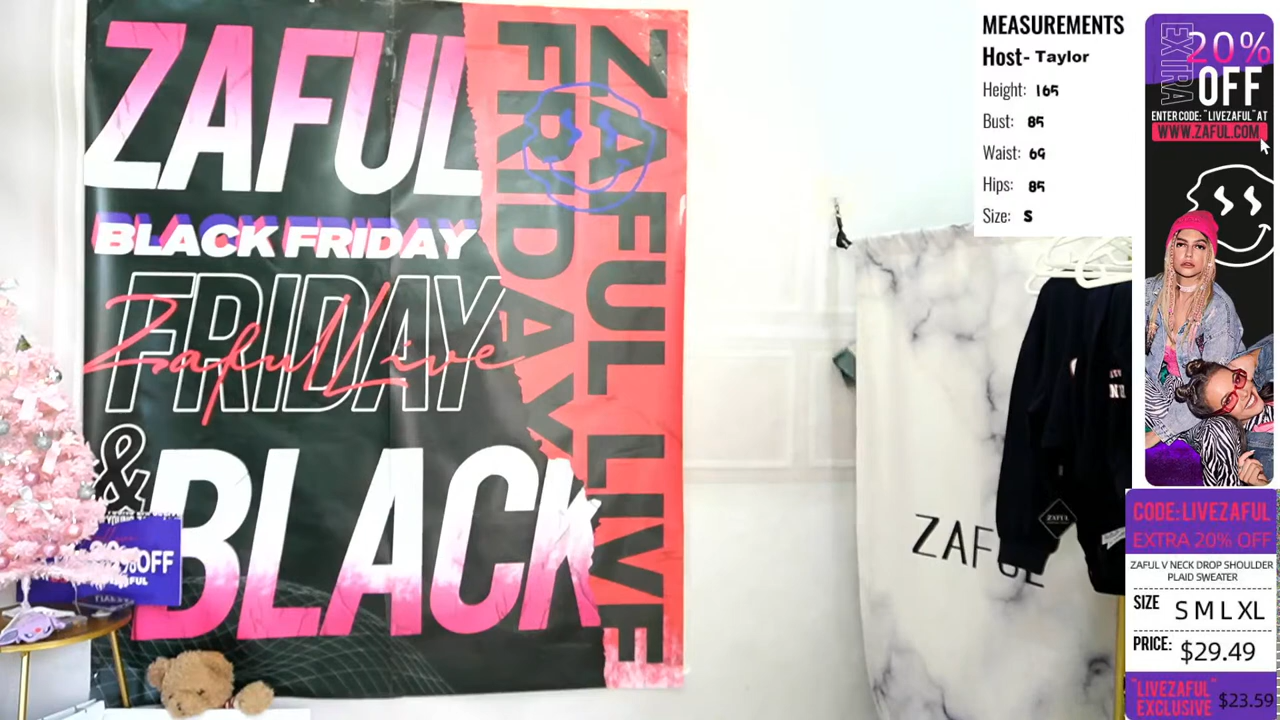 ZAFUL
BLACK FRIDAY
FRIDAY
Zaful Live
&BLACK
FRIDAY
ZAFUL LIVE
OFF
ZAFUL
MEASUREMENTS
Host- Taylor
Height: 165
Bust: 85
Waist: 69
Hips: 85
Size: S
EXTRA
20%
OFF
ENTER CODE: "LIVEZAFUL" AT
WWW.ZAFUL.COM
CODE:LIVEZAFUL
EXTRA 20% OFF
ZAFUL V NECK DROP SHOULDER
PLAID SWEATER
SIZE S M L XL
PRICE: $29.49
"LIVEZAFUL"
EXCLUSIVE $23.59